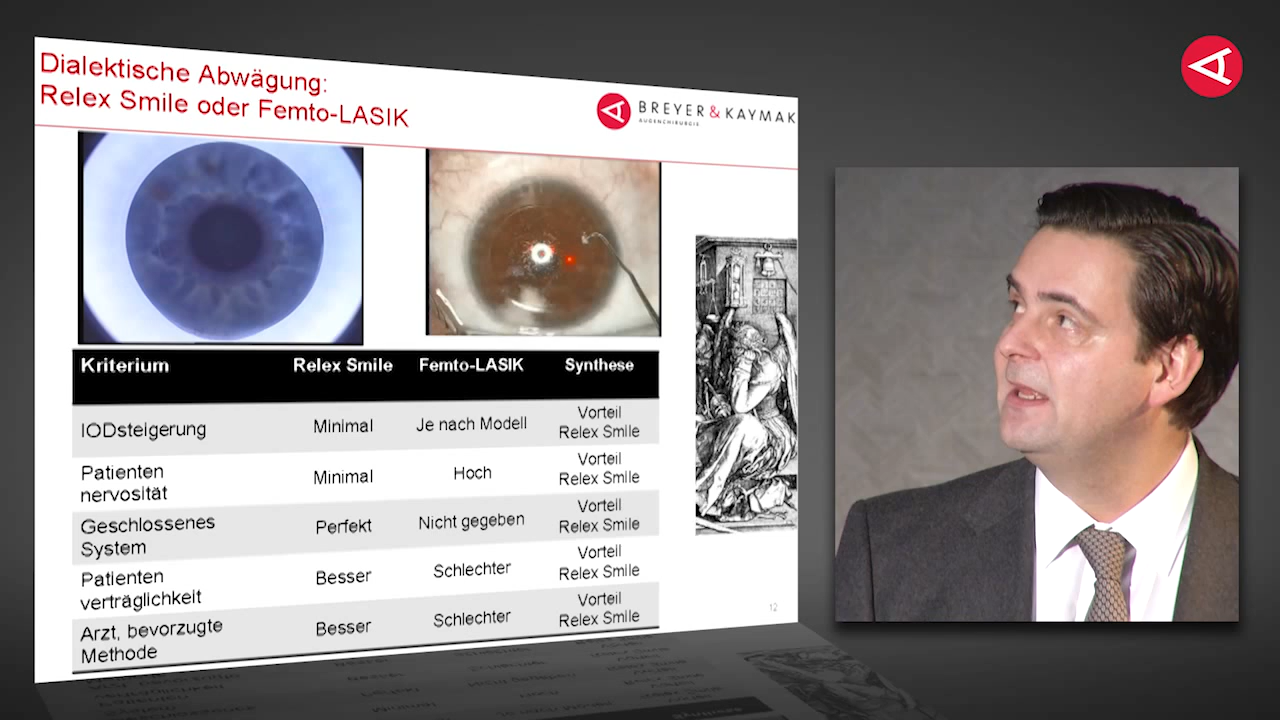 Dialektische Abwägung:
Relex Smile oder Femto-LASIK
BREYER & KAYMAK
AUGENCHIRURGIE
Kriterium Relex Smile Femto-LASIK Synthese
IODsteigerung Minimal Je nach Modell Vorteil
Relex Smile
Patienten
nervosität Minimal Hoch Vorteil
Relex Smile
Geschlossenes
System Perfekt Nicht gegeben Vorteil
Relex Smile
Patienten
verträglichkeit Besser Schlechter Vorteil
Relex Smile
Arzt, bevorzugte
Methode Besser Schlechter Vorteil
Relex Smile
12